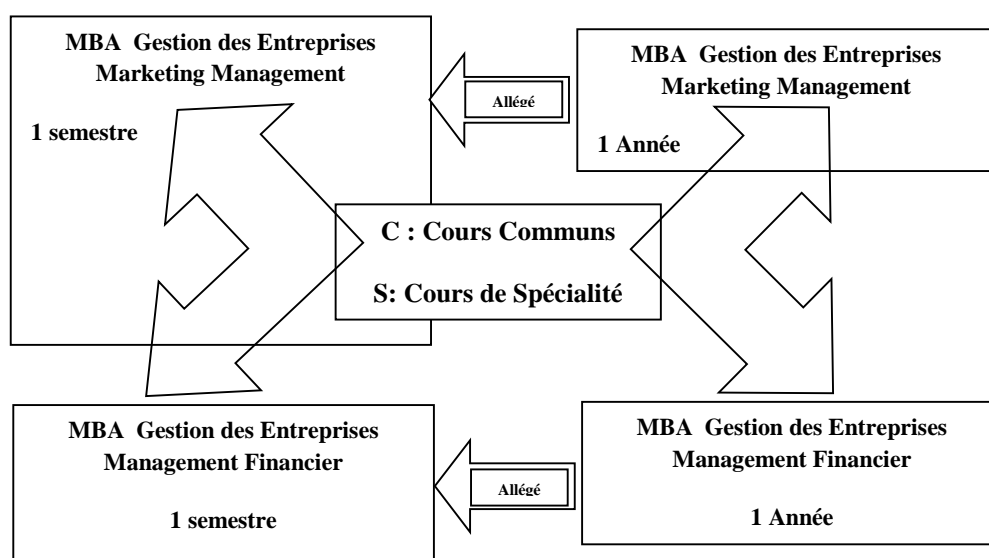 MBA Gestion des Entreprises
Marketing Management
1 semestre
Allégé
MBA Gestion des Entreprises
Marketing Management
1 Année
C : Cours Communs
S: Cours de Spécialité
MBA Gestion des Entreprises
Management Financier
1 semestre
Allégé
MBA Gestion des Entreprises
Management Financier
1 Année